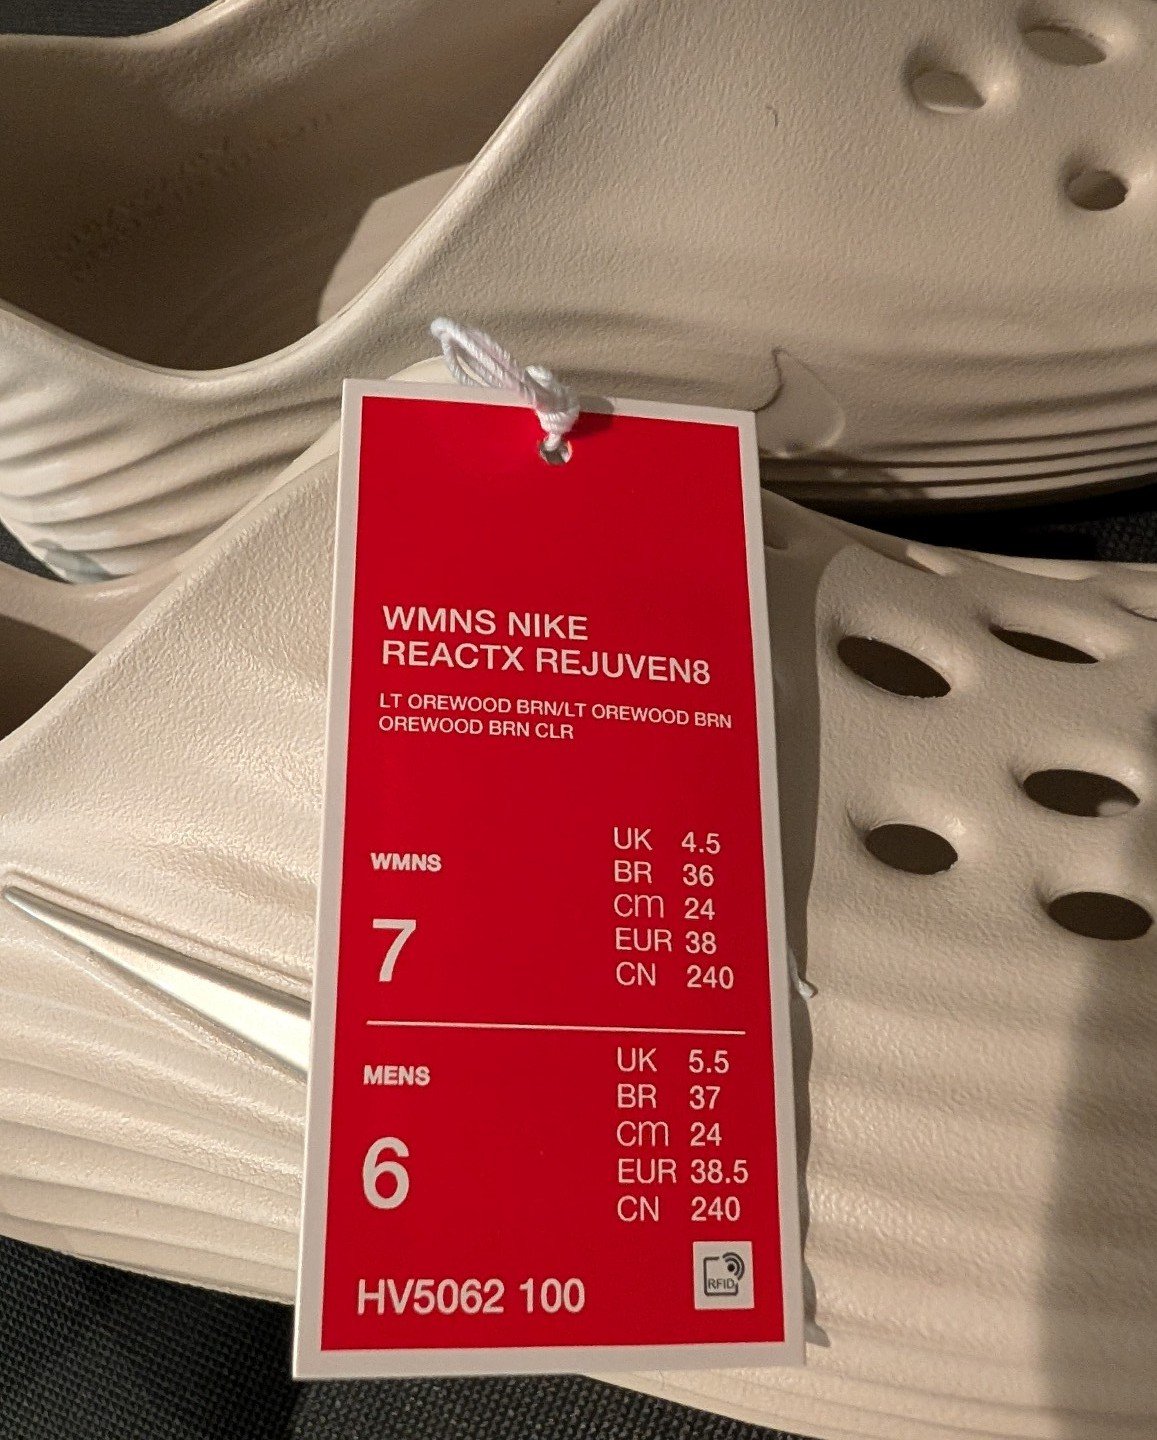 WMNS NIKE
REACTX REJUVEN8
LT OREWOOD BRN/LT OREWOOD BRN
OREWOOD BRN CLR
WMNS
7
UK 4.5
BR 36
cm 24
EUR 38
CN 240
MENS
6
UK 5.5
BR 37
cm 24
EUR 38.5
CN 240
HV5062 100
RFID